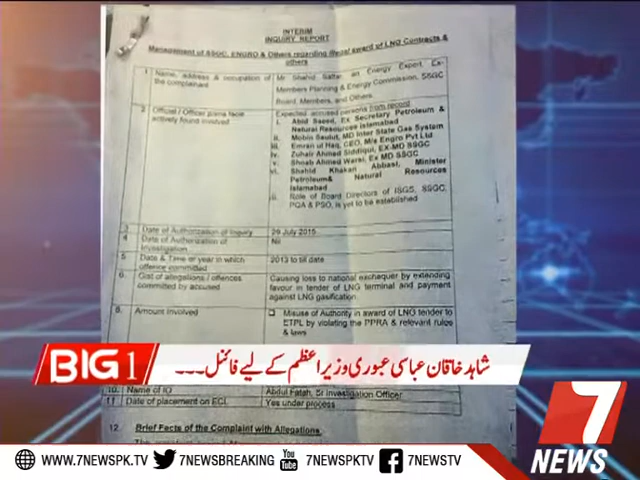 INTERIM
INQUIRY REPORT
Management of SSGC, ENGRO & Others regarding illegal award of LNG Contracts &
others
1 Name, address & occupation of Mr Shahid Sattar, an Energy Expert, Ex-
the complainant Members Planning & Energy Commission, SSGC
Board, Members, and Others.
2 Official / Officer prima facie Expected accused persons from record
actively found involved i. Abid Saeed, Ex Secretary Petroleum &
Natural Resources Islamabad
ii. Mobin Saulut, MD Inter State Gas System
iii. Emran ul Haq, CEO, M/s Engro Pvt Ltd
iv. Zuhair Ahmed Siddiqui, EX-MD SSGC
v. Shoaib Ahmed Warsi, Ex MD SSGC
vi. Shahid Khakan Abbasi, Minister
Petroleum& Natural Resources
Islamabad
Role of Board Directors of ISGS, SSGC,
PQA & PSO, is yet to be established
3 Date of Authorization of Inquiry 29 July 2015
4 Date of Authorization of Nil
Investigation
5 Date & Time or year in which 2013 to till date
offence committed
6. Gist of allegations / offences Causing loss to national exchequer by extending
committed by accused favour in tender of LNG terminal and payment
against LNG gasification.
Amount involved Misuse of Authority in award of LNG tender to
ETPL by violating the PPRA & relevant rules
& laws
BIG 1
شاہد خاقان عباسی عبوری وزیراعظم کے لیے فائنل ۔۔۔
10. Name of IO Abdul Fatah, Sr Investigation Officer
11 Date of placement on ECL Yes under process
12. Brief Facts of the Complaint with Allegations
7
NEWS
WWW.7NEWSPK.TV 7NEWSBREAKING You Tube 7NEWSPKTV 7NEWSTV